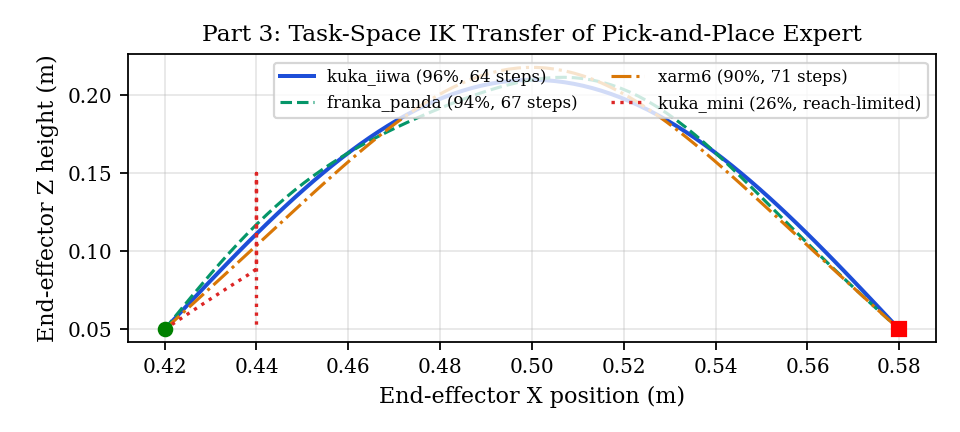 Part 3: Task-Space IK Transfer of Pick-and-Place Expert
kuka_iiwa (96%, 64 steps)
franka_panda (94%, 67 steps)
xarm6 (90%, 71 steps)
kuka_mini (26%, reach-limited)
End-effector Z height (m)
0.20
0.15
0.10
0.05
0.42 0.44 0.46 0.48 0.50 0.52 0.54 0.56 0.58
End-effector X position (m)